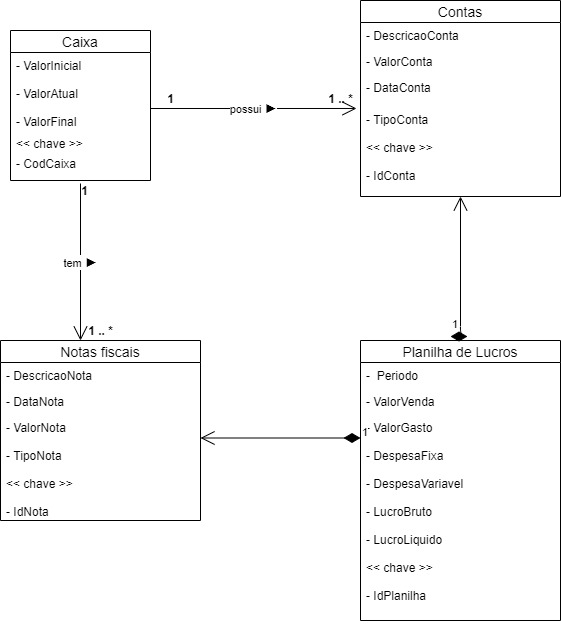 Caixa
- ValorInicial
- ValorAtual
- ValorFinal
<< chave >>
- CodCaixa
1
possui ►
1 .. *
Contas
- DescricaoConta
- ValorConta
- DataConta
- TipoConta
<< chave >>
- IdConta
1
tem ►
1 .. *
Notas fiscais
- DescricaoNota
- DataNota
- ValorNota
- TipoNota
<< chave >>
- IdNota
1
1
Planilha de Lucros
- Periodo
- ValorVenda
- ValorGasto
- DespesaFixa
- DespesaVariavel
- LucroBruto
- LucroLiquido
<< chave >>
- IdPlanilha